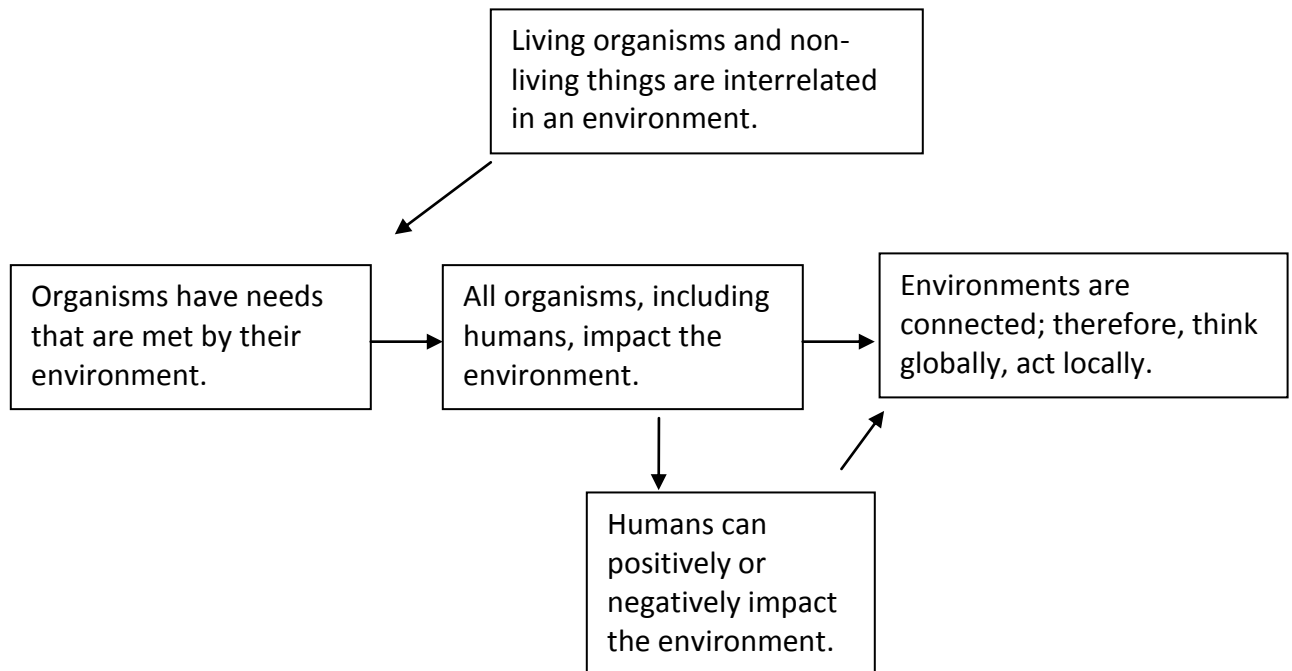 Living organisms and non-
living things are interrelated
in an environment.
Organisms have needs
that are met by their
environment.
All organisms, including
humans, impact the
environment.
Environments are
connected; therefore, think
globally, act locally.
Humans can
positively or
negatively impact
the environment.